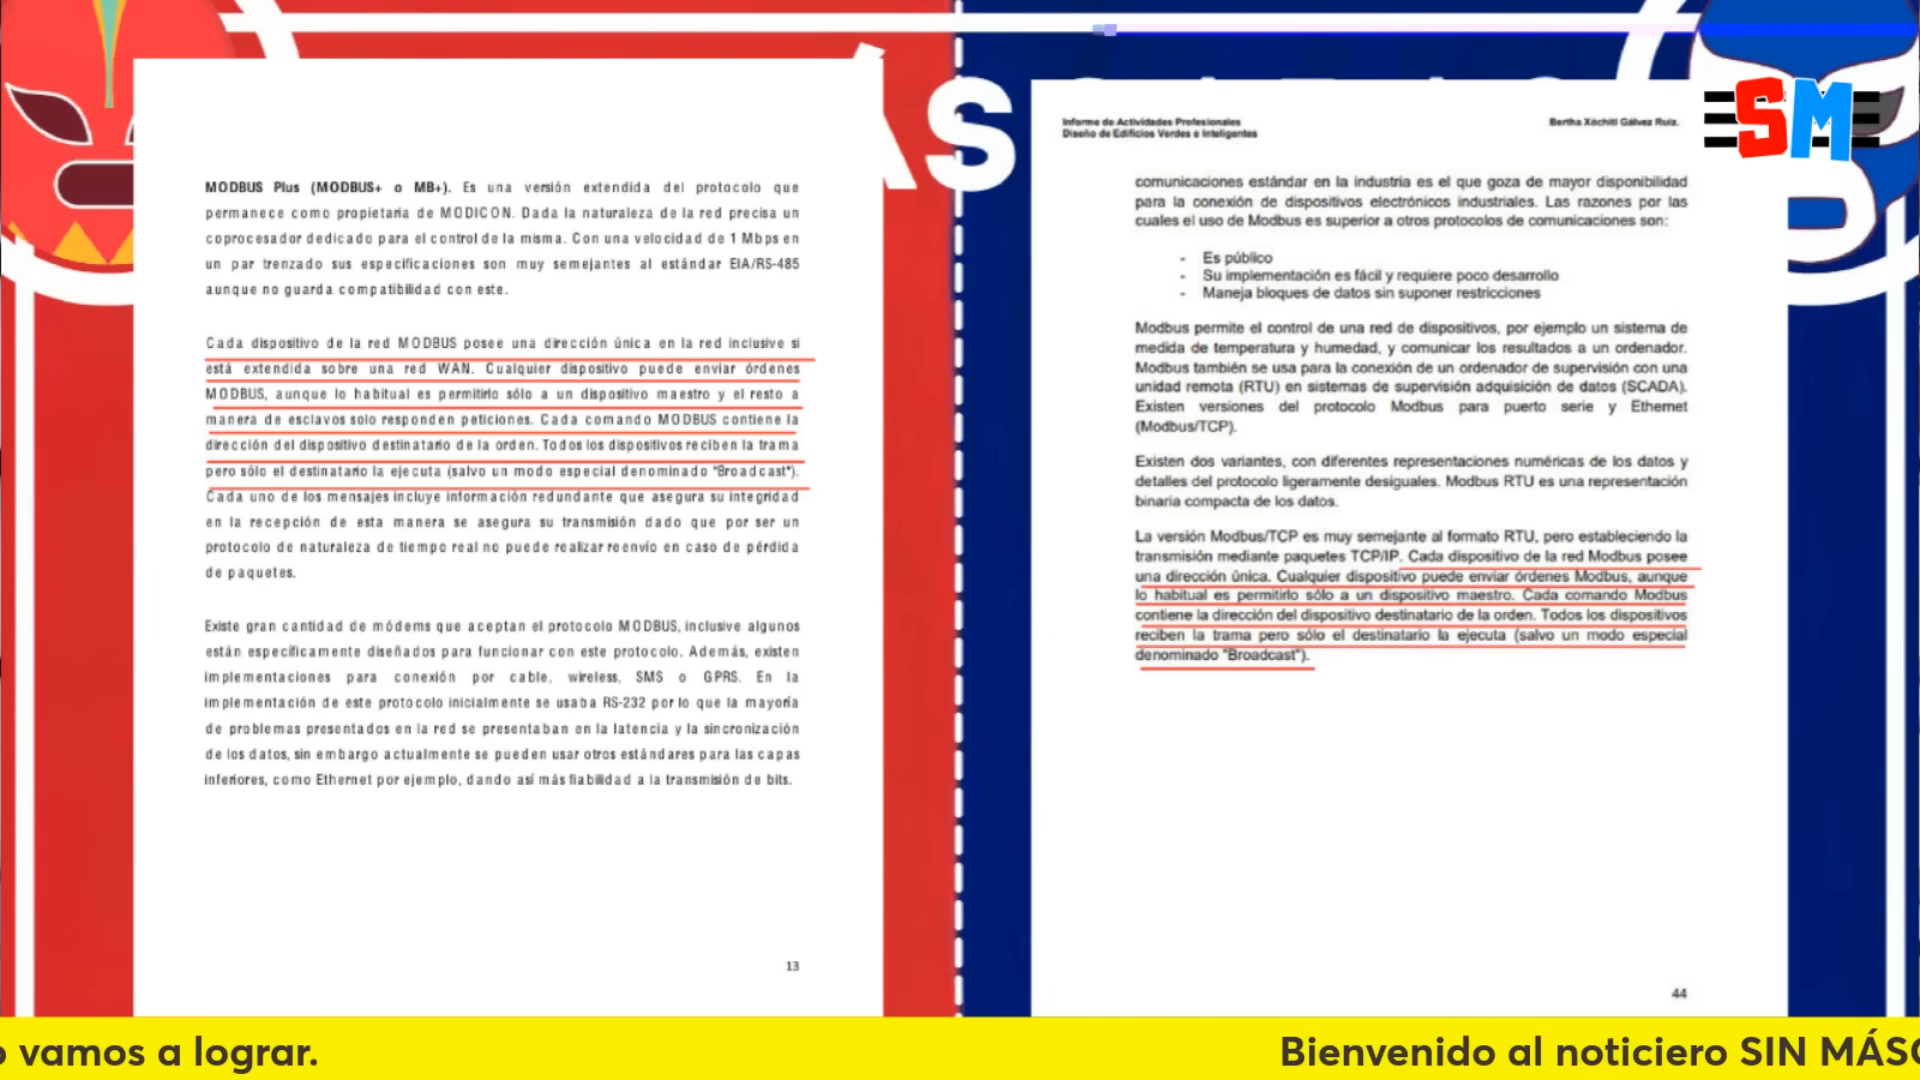 MODBUS Plus (MODBUS+ o MB+). Es una versión extendida del protocolo que
permanece como propietaria de MODICON. Dada la naturaleza de la red precisa un
coprocesador dedicado para el control de la misma. Con una velocidad de 1 Mbps en
un par trenzado sus especificaciones son muy semejantes al estándar EIA/RS-485
aunque no guarda compatibilidad con este.
Cada dispositivo de la red MODBUS posee una dirección única en la red inclusive si
está extendida sobre una red WAN. Cualquier dispositivo puede enviar órdenes
MODBUS, aunque lo habitual es permitirlo sólo a un dispositivo maestro y el resto a
manera de esclavos solo responden peticiones. Cada comando MODBUS contiene la
dirección del dispositivo destinatario de la orden. Todos los dispositivos reciben la trama
pero sólo el destinatario la ejecuta (salvo un modo especial denominado "Broadcast").
Cada uno de los mensajes incluye información redundante que asegura su integridad
en la recepción de esta manera se asegura su transmisión dado que por ser un
protocolo de naturaleza de tiempo real no puede realizar reenvío en caso de pérdida
de paquetes.
Existe gran cantidad de módems que aceptan el protocolo MODBUS, inclusive algunos
están específicamente diseñados para funcionar con este protocolo. Además, existen
implementaciones para conexión por cable, wireless, SMS o GPRS. En la
implementación de este protocolo inicialmente se usaba RS-232 por lo que la mayoría
de problemas presentados en la red se presentaban en la latencia y la sincronización
de los datos, sin embargo actualmente se pueden usar otros estándares para las capas
inferiores, como Ethernet por ejemplo, dando así más fiabilidad a la transmisión de bits.
13
ÁS
Informe de Actividades Profesionales
Diseño de Edificios Verdes e Inteligentes
Bertha Xóchitl Gálvez Ruiz.
SM
comunicaciones estándar en la industria es el que goza de mayor disponibilidad
para la conexión de dispositivos electrónicos industriales. Las razones por las
cuales el uso de Modbus es superior a otros protocolos de comunicaciones son:
- Es público
- Su implementación es fácil y requiere poco desarrollo
- Maneja bloques de datos sin suponer restricciones
Modbus permite el control de una red de dispositivos, por ejemplo un sistema de
medida de temperatura y humedad, y comunicar los resultados a un ordenador.
Modbus también se usa para la conexión de un ordenador de supervisión con una
unidad remota (RTU) en sistemas de supervisión adquisición de datos (SCADA).
Existen versiones del protocolo Modbus para puerto serie y Ethernet
(Modbus/TCP).
Existen dos variantes, con diferentes representaciones numéricas de los datos y
detalles del protocolo ligeramente desiguales. Modbus RTU es una representación
binaria compacta de los datos.
La versión Modbus/TCP es muy semejante al formato RTU, pero estableciendo la
transmisión mediante paquetes TCP/IP. Cada dispositivo de la red Modbus posee
una dirección única. Cualquier dispositivo puede enviar órdenes Modbus, aunque
lo habitual es permitirlo sólo a un dispositivo maestro. Cada comando Modbus
contiene la dirección del dispositivo destinatario de la orden. Todos los dispositivos
reciben la trama pero sólo el destinatario la ejecuta (salvo un modo especial
denominado "Broadcast").
44
o vamos a lograr.
Bienvenido al noticiero SIN MÁSC